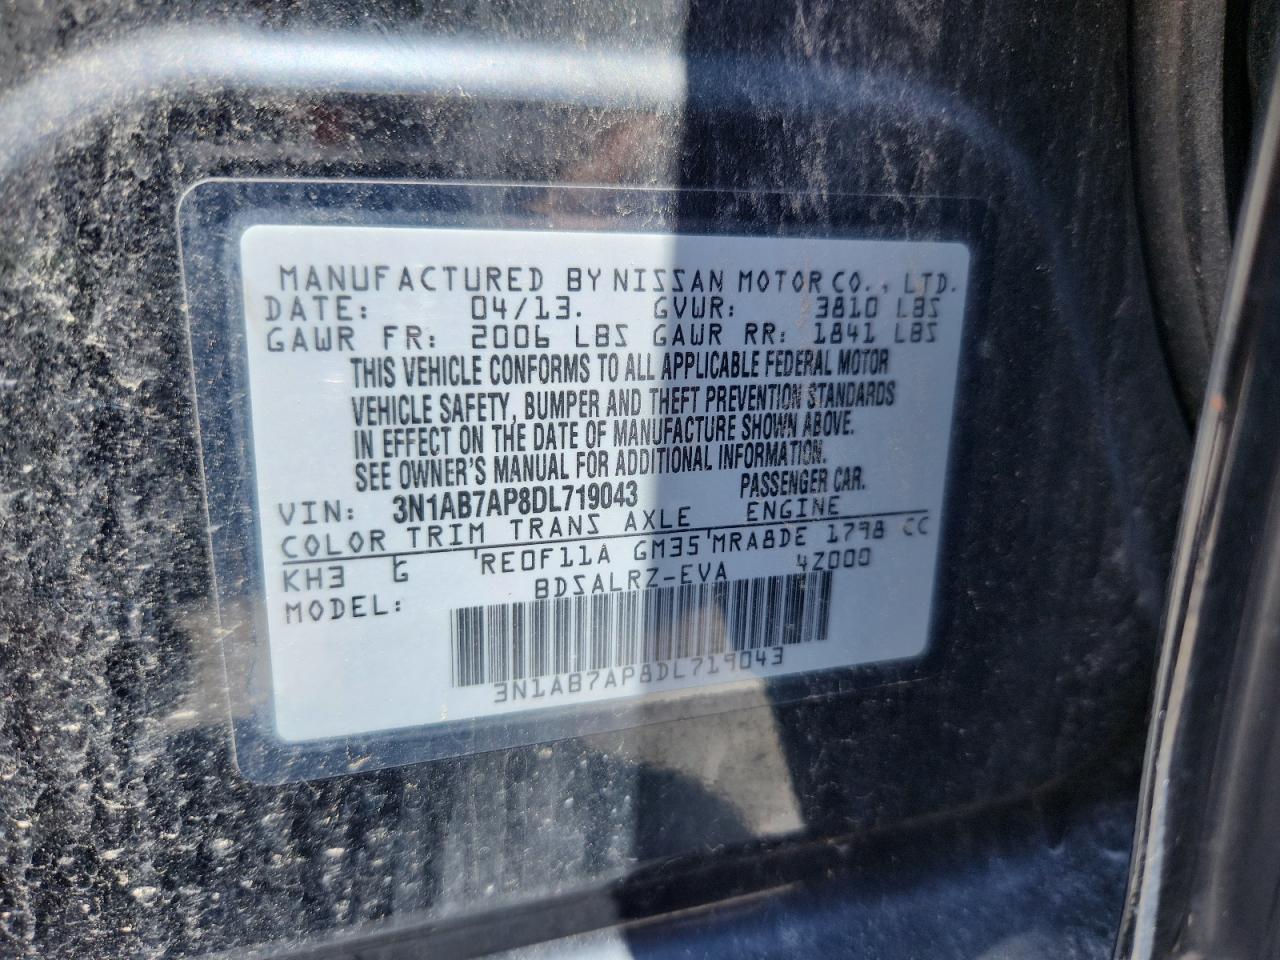 MANUFACTURED BY NISSAN MOTOR CO., LTD.
DATE: 04/13. GVWR: 3810 LBS
GAWR FR: 2006 LBS GAWR RR: 1841 LBS
THIS VEHICLE CONFORMS TO ALL APPLICABLE FEDERAL MOTOR
VEHICLE SAFETY, BUMPER AND THEFT PREVENTION STANDARDS
IN EFFECT ON THE DATE OF MANUFACTURE SHOWN ABOVE.
SEE OWNER'S MANUAL FOR ADDITIONAL INFORMATION.
VIN: 3N1AB7AP8DL719043 PASSENGER CAR.
COLOR TRIM TRANS AXLE ENGINE
KH3 G RE0F11A GM35 MRA8DE 1798 CC
MODEL: BDSALRZ-EVA 4Z000
3N1AB7AP8DL719043